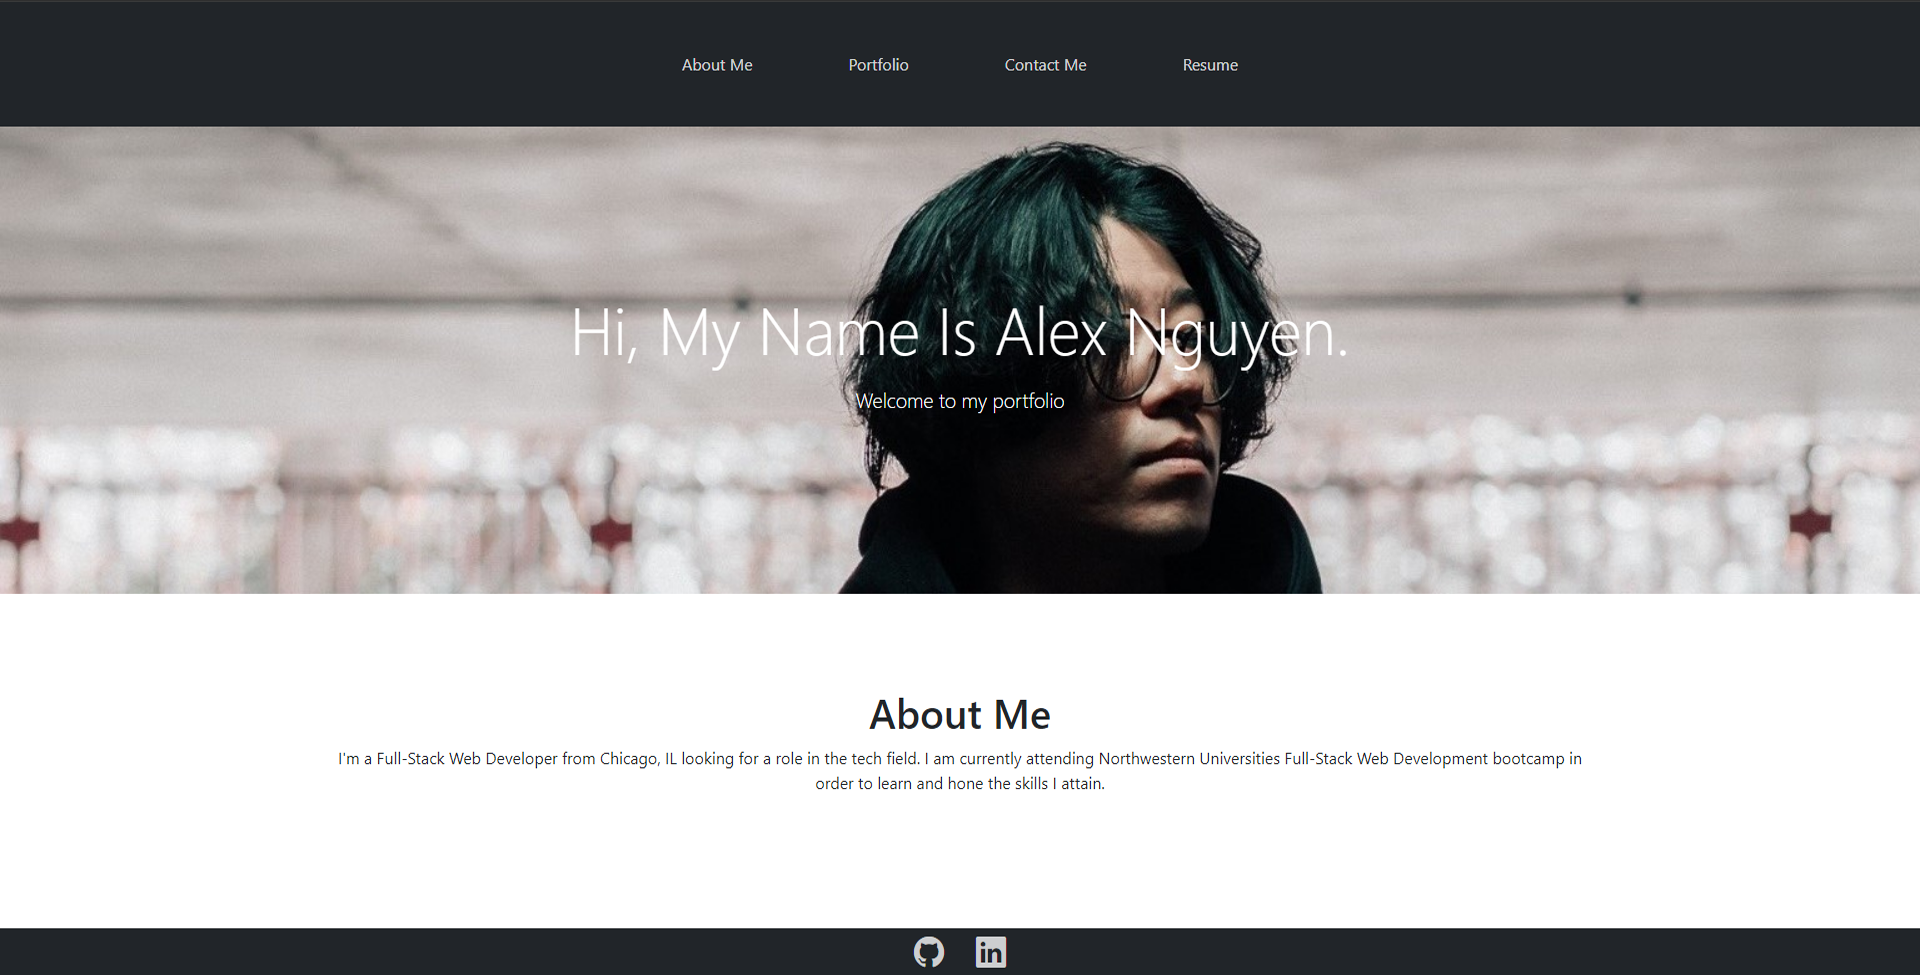 About Me Portfolio Contact Me Resume
Hi, My Name Is Alex Nguyen.
Welcome to my portfolio
About Me
I'm a Full-Stack Web Developer from Chicago, IL looking for a role in the tech field. I am currently attending Northwestern Universities Full-Stack Web Development bootcamp in
order to learn and hone the skills I attain.
in